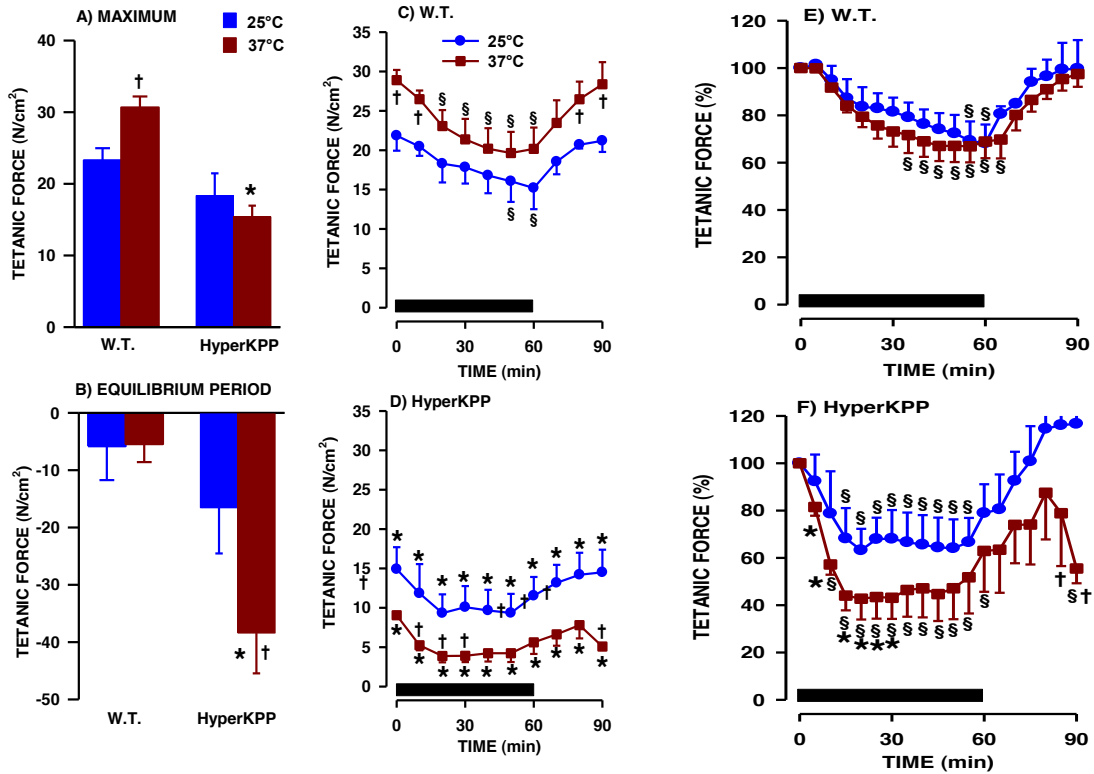 A) MAXIMUM
25°C
37°C
TETANIC FORCE (N/cm²)
40
30
20
10
0
†
*
W.T.
HyperKPP
B) EQUILIBRIUM PERIOD
TETANIC FORCE (N/cm²)
0
-10
-20
-30
-40
-50
* †
W.T.
HyperKPP
C) W.T.
25°C
37°C
TETANIC FORCE (N/cm²)
35
30
25
20
15
10
5
0
† † § § § § § † †
§ §
0 30 60 90
TIME (min)
D) HyperKPP
TETANIC FORCE (N/cm²)
35
30
25
20
15
10
5
0
* * * * * * * * * *
† † † †
† † † †
* * * * * * * * * *
0 30 60 90
TIME (min)
E) W.T.
TETANIC FORCE (%)
120
100
80
60
40
20
0
§ §
§ § § § § § §
0 30 60 90
TIME (min)
F) HyperKPP
TETANIC FORCE (%)
120
100
80
60
40
20
0
§ § § § § § § § §
* * § § § § § § § § § § §
* * * *
† § †
0 30 60 90
TIME (min)